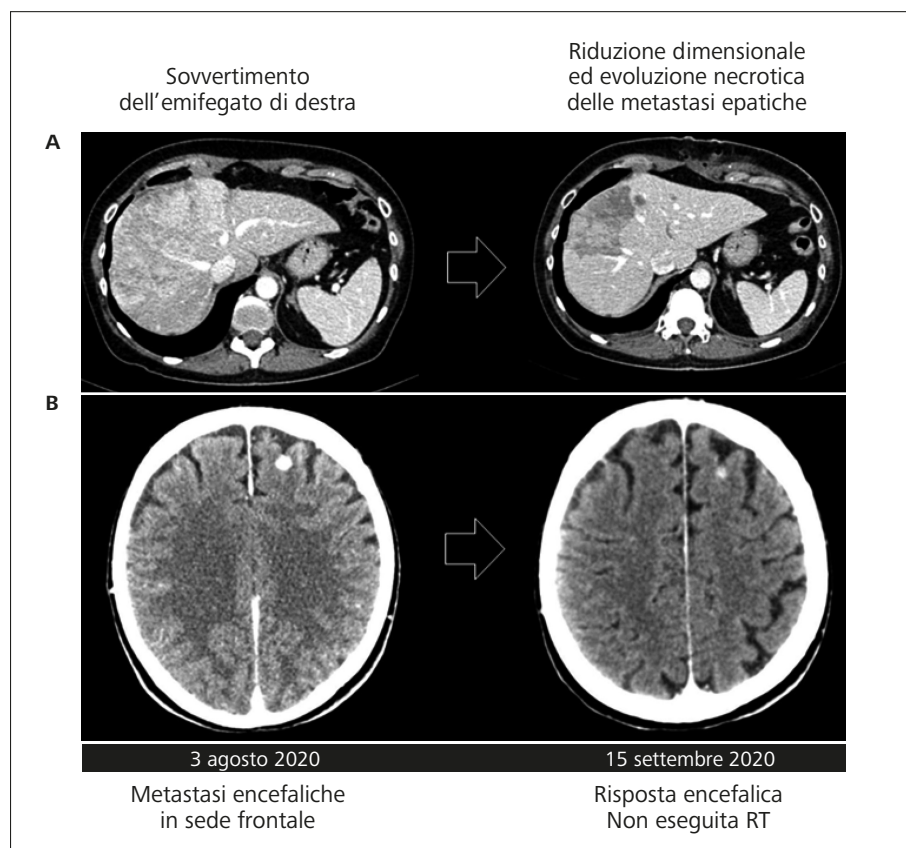 Sovvertimento
dell'emifegato di destra
Riduzione dimensionale
ed evoluzione necrotica
delle metastasi epatiche
A
B
3 agosto 2020
15 settembre 2020
Metastasi encefaliche
in sede frontale
Risposta encefalica
Non eseguita RT